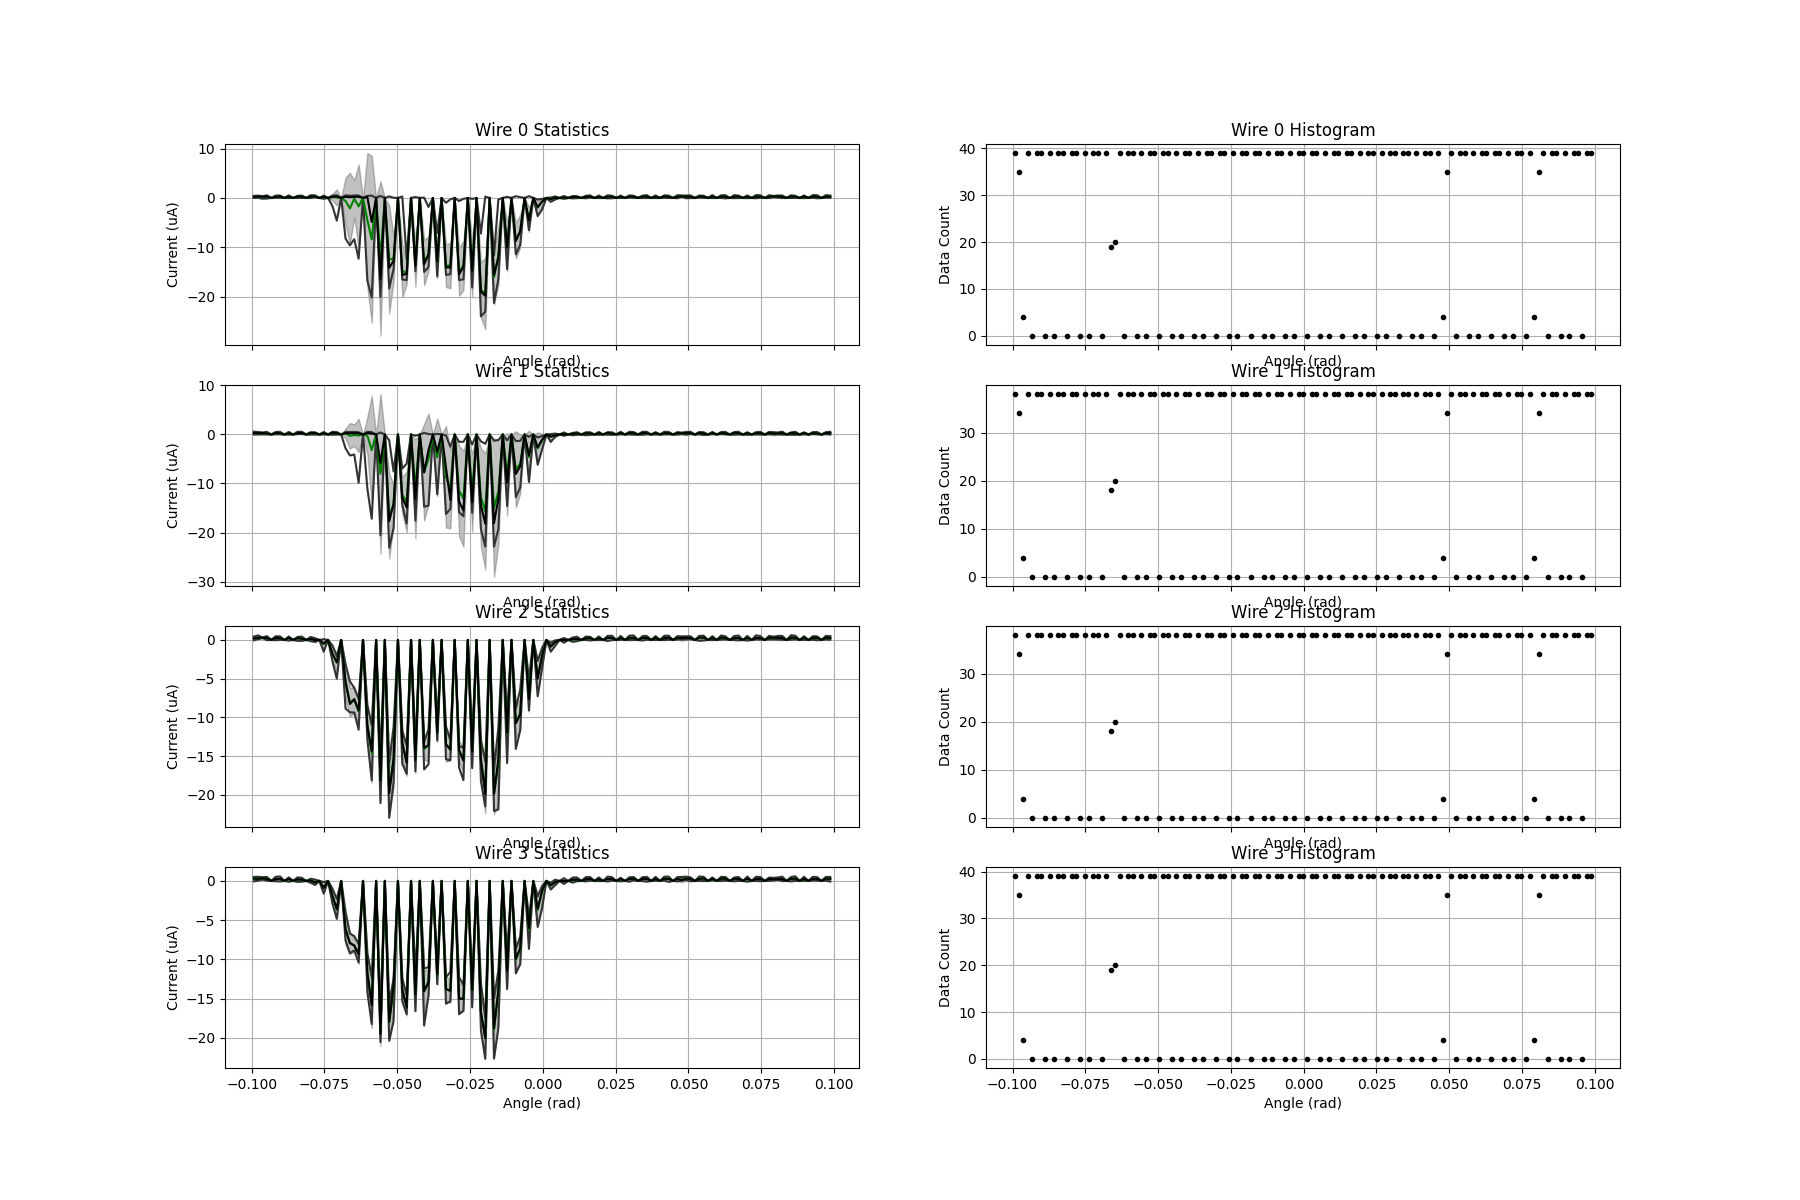 Wire 0 Statistics
10
0
−10
−20
Current (uA)
Angle (rad)
Wire 0 Histogram
40
30
20
10
0
Data Count
Angle (rad)
Wire 1 Statistics
10
0
−10
−20
−30
Current (uA)
Angle (rad)
Wire 1 Histogram
30
20
10
0
Data Count
Angle (rad)
Wire 2 Statistics
0
−5
−10
−15
−20
Current (uA)
Angle (rad)
Wire 2 Histogram
30
20
10
0
Data Count
Angle (rad)
Wire 3 Statistics
0
−5
−10
−15
−20
Current (uA)
−0.100 −0.075 −0.050 −0.025 0.000 0.025 0.050 0.075 0.100
Angle (rad)
Wire 3 Histogram
40
30
20
10
0
Data Count
−0.100 −0.075 −0.050 −0.025 0.000 0.025 0.050 0.075 0.100
Angle (rad)